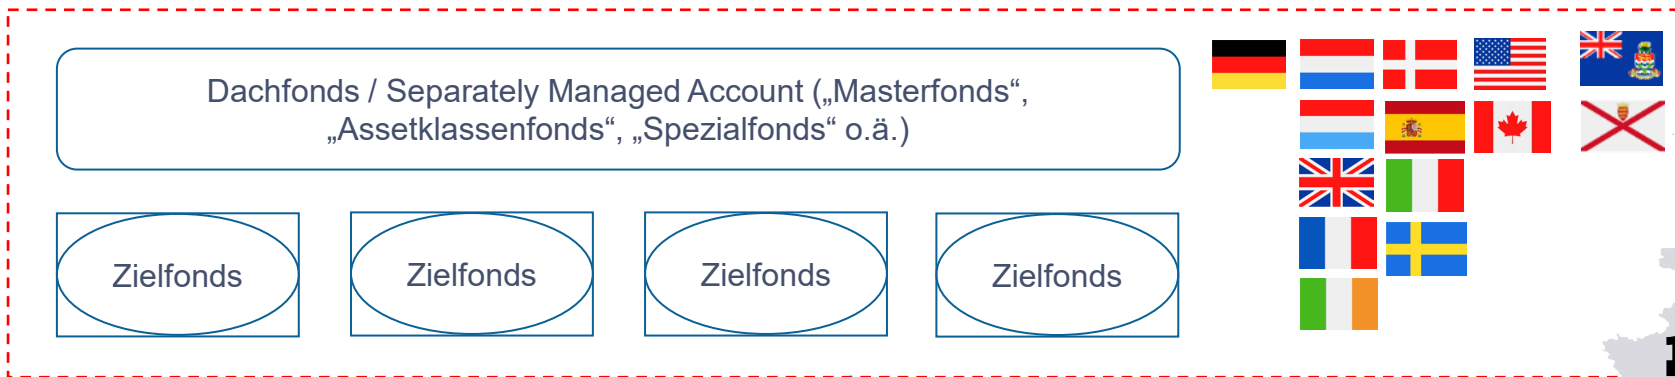 Dachfonds / Separately Managed Account („Masterfonds“,
„Assetklassenfonds“, „Spezialfonds“ o.ä.)
Zielfonds Zielfonds Zielfonds Zielfonds